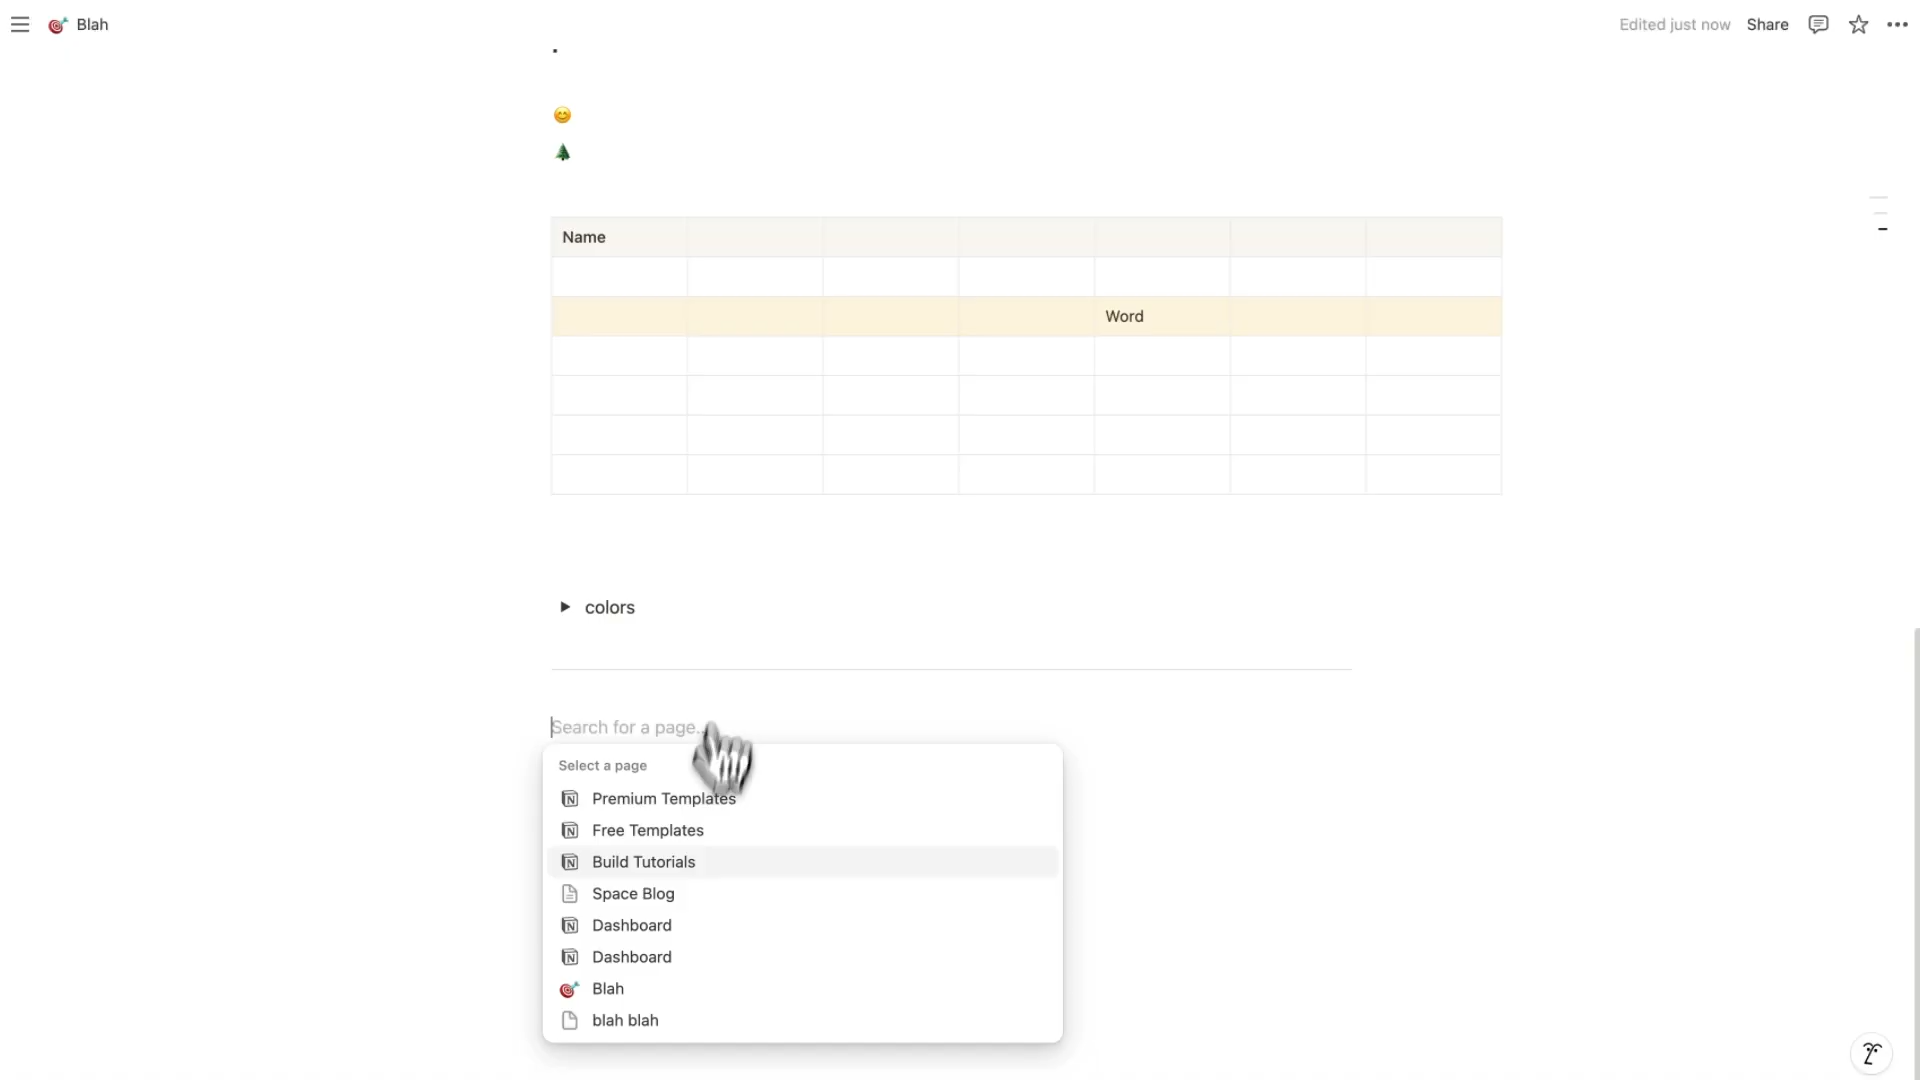 Blah
Edited just now
Share
Name
Word
colors
Search for a page...
Select a page
Premium Templates
Free Templates
Build Tutorials
Space Blog
Dashboard
Dashboard
Blah
blah blah